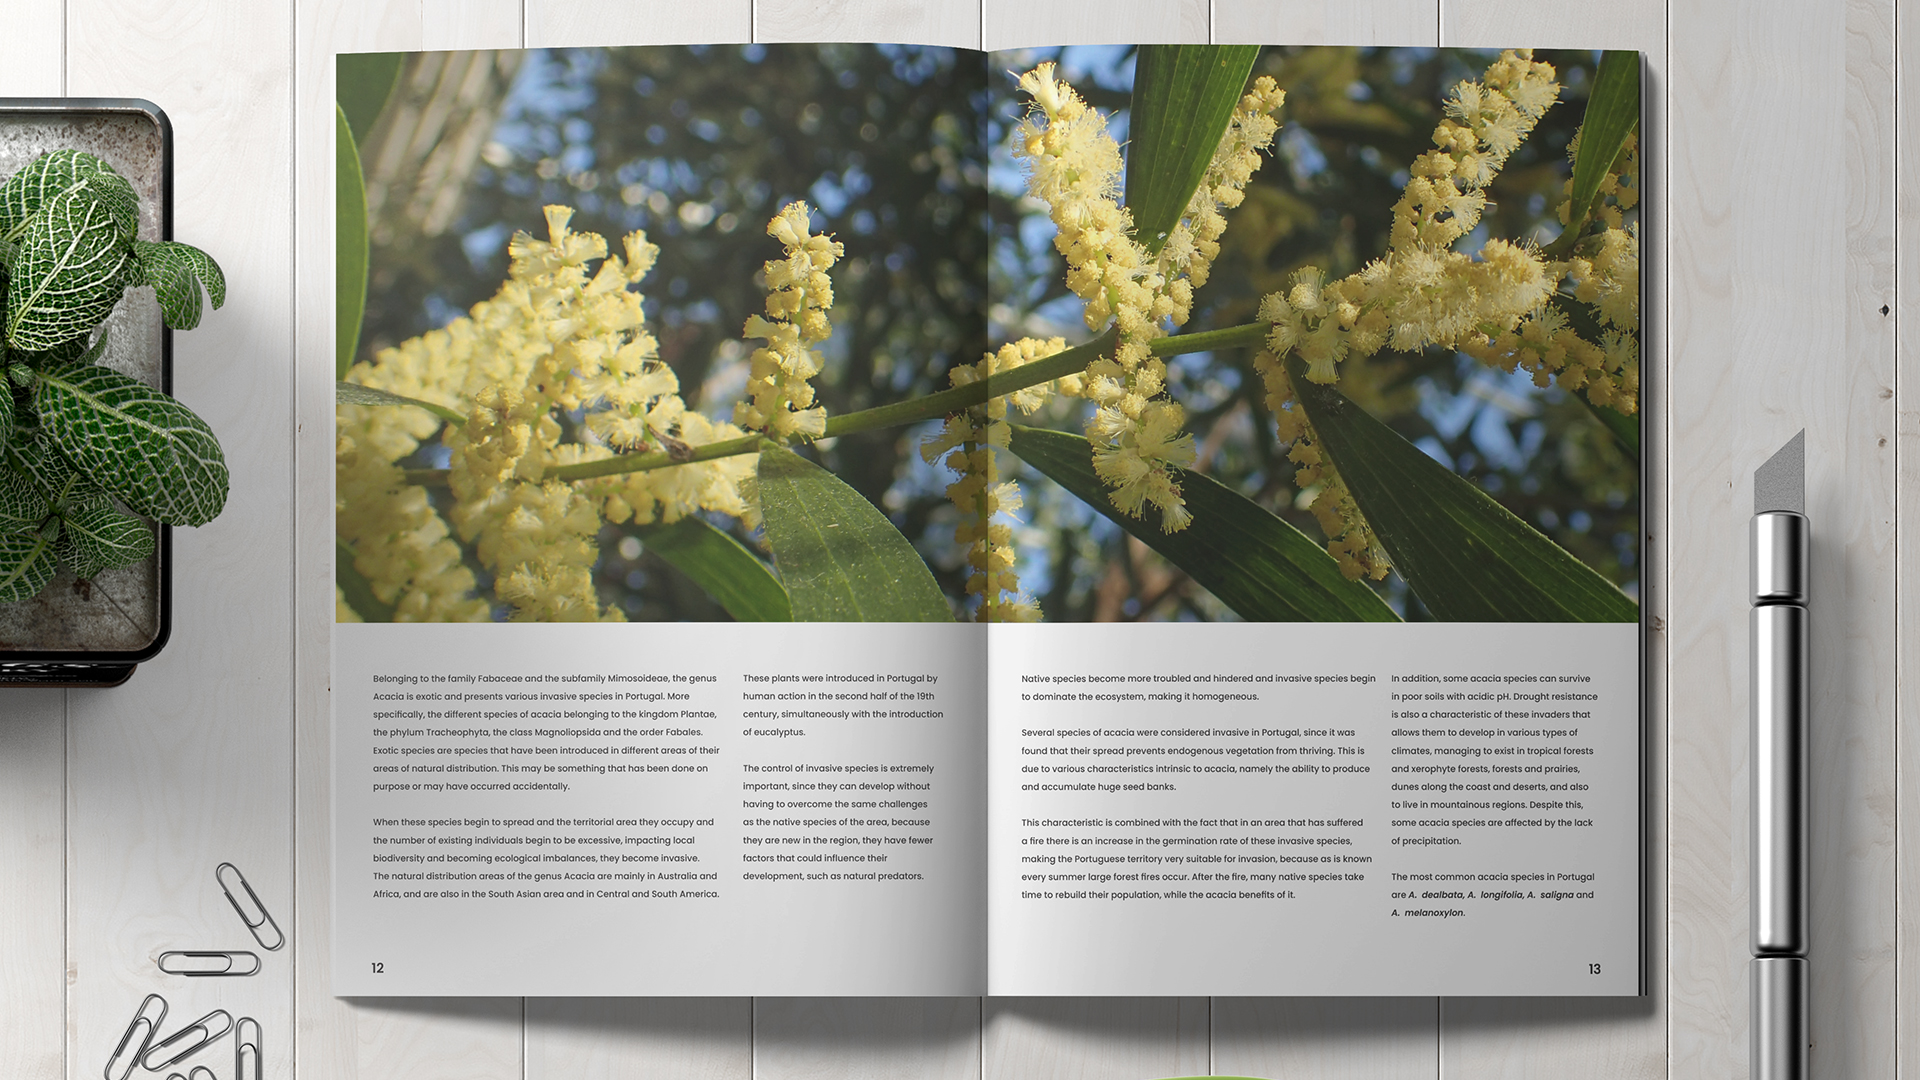 Belonging to the family Fabaceae and the subfamily Mimosoideae, the genus
Acacia is exotic and presents various invasive species in Portugal. More
specifically, the different species of acacia belonging to the kingdom Plantae,
the phylum Tracheophyta, the class Magnoliopsida and the order Fabales.
Exotic species are species that have been introduced in different areas of their
areas of natural distribution. This may be something that has been done on
purpose or may have occurred accidentally.
When these species begin to spread and the territorial area they occupy and
the number of existing individuals begin to be excessive, impacting local
biodiversity and becoming ecological imbalances, they become invasive.
The natural distribution areas of the genus Acacia are mainly in Australia and
Africa, and are also in the South Asian area and in Central and South America.
These plants were introduced in Portugal by
human action in the second half of the 19th
century, simultaneously with the introduction
of eucalyptus.
The control of invasive species is extremely
important, since they can develop without
having to overcome the same challenges
as the native species of the area, because
they are new in the region, they have fewer
factors that could influence their
development, such as natural predators.
12
Native species become more troubled and hindered and invasive species begin
to dominate the ecosystem, making it homogeneous.
Several species of acacia were considered invasive in Portugal, since it was
found that their spread prevents endogenous vegetation from thriving. This is
due to various characteristics intrinsic to acacia, namely the ability to produce
and accumulate huge seed banks.
This characteristic is combined with the fact that in an area that has suffered
a fire there is an increase in the germination rate of these invasive species,
making the Portuguese territory very suitable for invasion, because as is known
every summer large forest fires occur. After the fire, many native species take
time to rebuild their population, while the acacia benefits of it.
In addition, some acacia species can survive
in poor soils with acidic pH. Drought resistance
is also a characteristic of these invaders that
allows them to develop in various types of
climates, managing to exist in tropical forests
and xerophyte forests, forests and prairies,
dunes along the coast and deserts, and also
to live in mountainous regions. Despite this,
some acacia species are affected by the lack
of precipitation.
The most common acacia species in Portugal
are A. dealbata, A. longifolia, A. saligna and
A. melanoxylon.
13